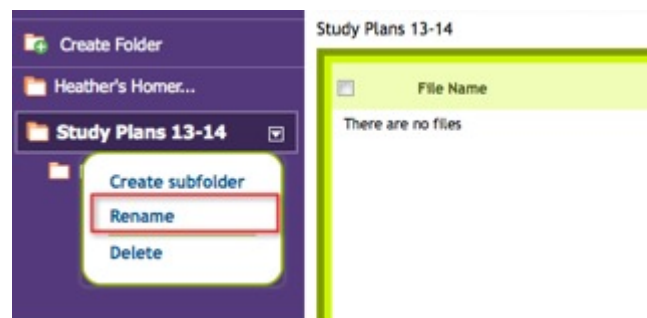 Create Folder
Heather's Homer...
Study Plans 13-14
Create subfolder
Rename
Delete
Study Plans 13-14
File Name
There are no files